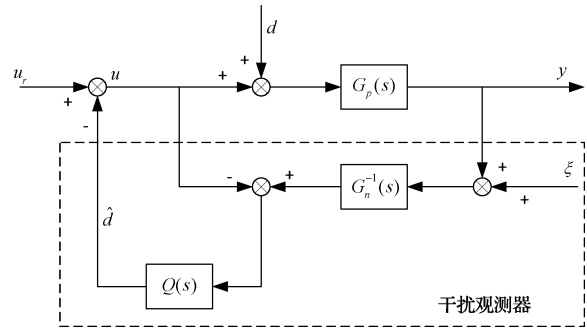 d
+
u_r
u
+
G_p(s)
y
+
-
+
-
+
G_n^{-1}(s)
+
ξ
+
d̂
Q(s)
干扰观测器